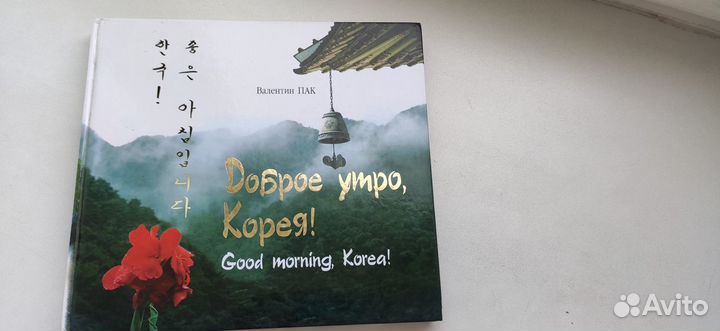 좋은 아침입니다
한국!
Валентин ПАК
Доброе утро,
Корея!
Good morning, Korea!
Avito